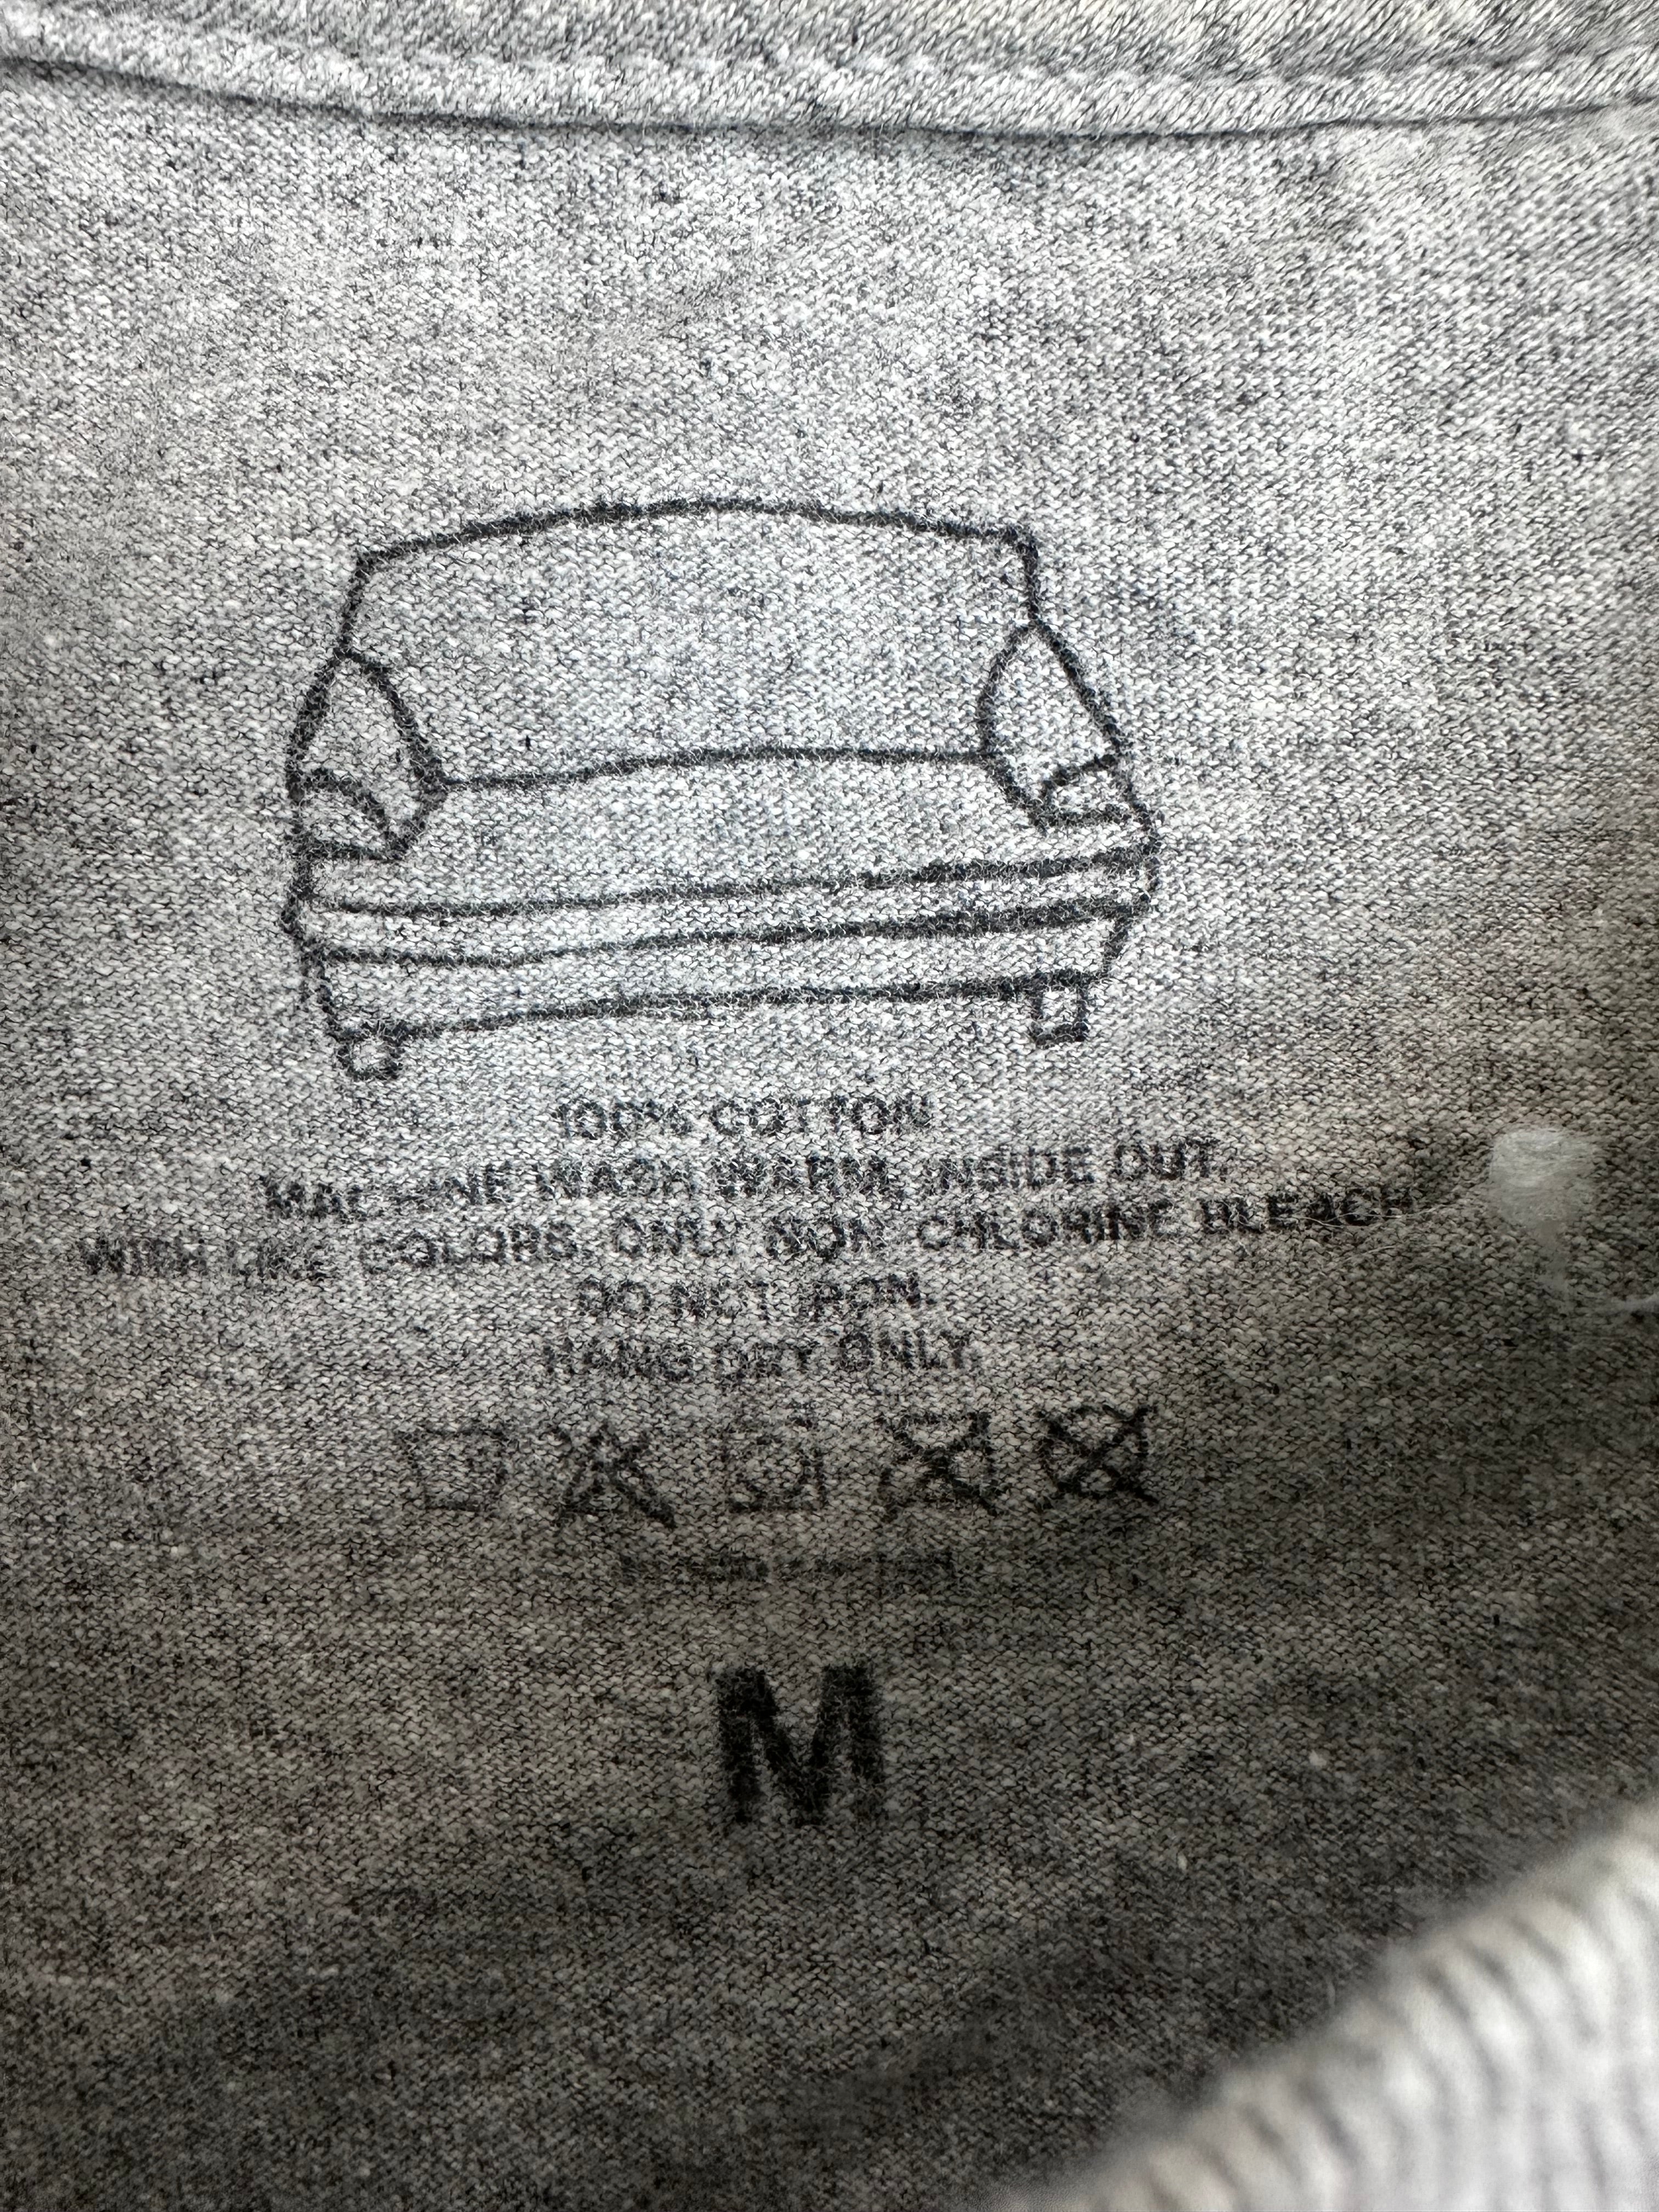 100% COTTON
MACHINE WASH WARM, INSIDE OUT.
WITH LIKE COLORS. ONLY NON CHLORINE BLEACH
DO NOT IRON.
HANG DRY ONLY.
M